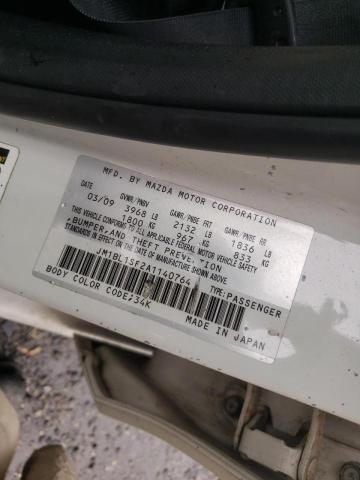 MFD. BY MAZDA MOTOR CORPORATION
GVWR/PNBV GAWR/PNBE FRT GAWR/PNBE RR
03/09 3968 LB 2132 LB 1836 LB
1800 KG 967 KG 833 KG
THIS VEHICLE CONFORMS TO ALL APPLICABLE FEDERAL MOTOR VEHICLE SAFETY
,BUMPER,AND THEFT PREVENTION
STANDARDS IN EFFECT ON THE DATE OF MANUFACTURE SHOWN ABOVE.
JM1BL1SF2A1140764 TYPE:PASSENGER
BODY COLOR CODE:34K
MADE IN JAPAN